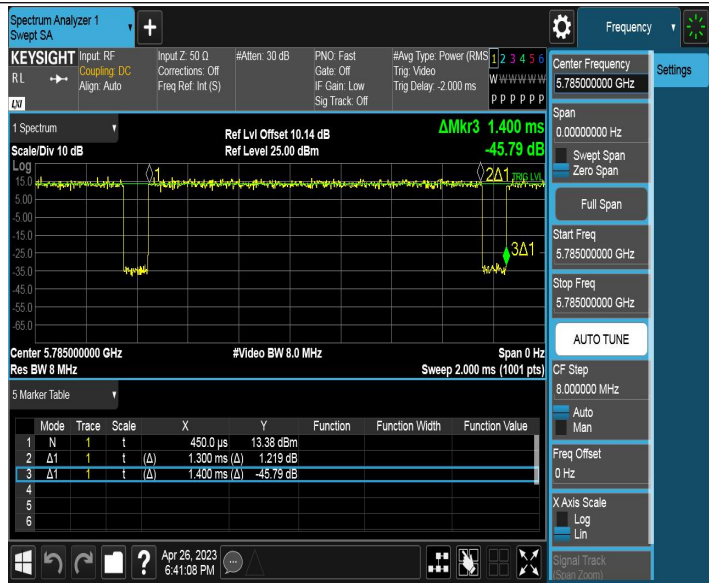 Spectrum Analyzer 1
Swept SA
Frequency
KEYSIGHT
Input: RF
Input Z: 50 Ω
#Atten: 30 dB
PNO: Fast
#Avg Type: Power (RMS
1 2 3 4 5 6
RL
Coupling: DC
Corrections: Off
Gate: Off
Trig: Video
W W W W W W
Align: Auto
Freq Ref: Int (S)
IF Gain: Low
Trig Delay: -2.000 ms
Sig Track: Off
P P P P P P
LXI
Center Frequency
5.785000000 GHz
Settings
1 Spectrum
Ref Lvl Offset 10.14 dB
ΔMkr3 1.400 ms
Scale/Div 10 dB
Ref Level 25.00 dBm
-45.79 dB
Span
0.00000000 Hz
Swept Span
Zero Span
Log
1
2Δ1
TRIG LVL
15.0
5.00
-5.00
-15.0
-25.0
3Δ1
-35.0
-45.0
-55.0
-65.0
Full Span
Start Freq
5.785000000 GHz
Stop Freq
5.785000000 GHz
AUTO TUNE
Center 5.785000000 GHz
#Video BW 8.0 MHz
Span 0 Hz
Res BW 8 MHz
Sweep 2.000 ms (1001 pts)
CF Step
8.000000 MHz
Auto
Man
5 Marker Table
Mode Trace Scale X Y Function Function Width Function Value
1 N 1 t 450.0 µs 13.38 dBm
2 Δ1 1 t (Δ) 1.300 ms (Δ) 1.219 dB
3 Δ1 1 t (Δ) 1.400 ms (Δ) -45.79 dB
4
5
6
Freq Offset
0 Hz
X Axis Scale
Log
Lin
Signal Track
(Span Zoom)
?
Apr 26, 2023
6:41:08 PM